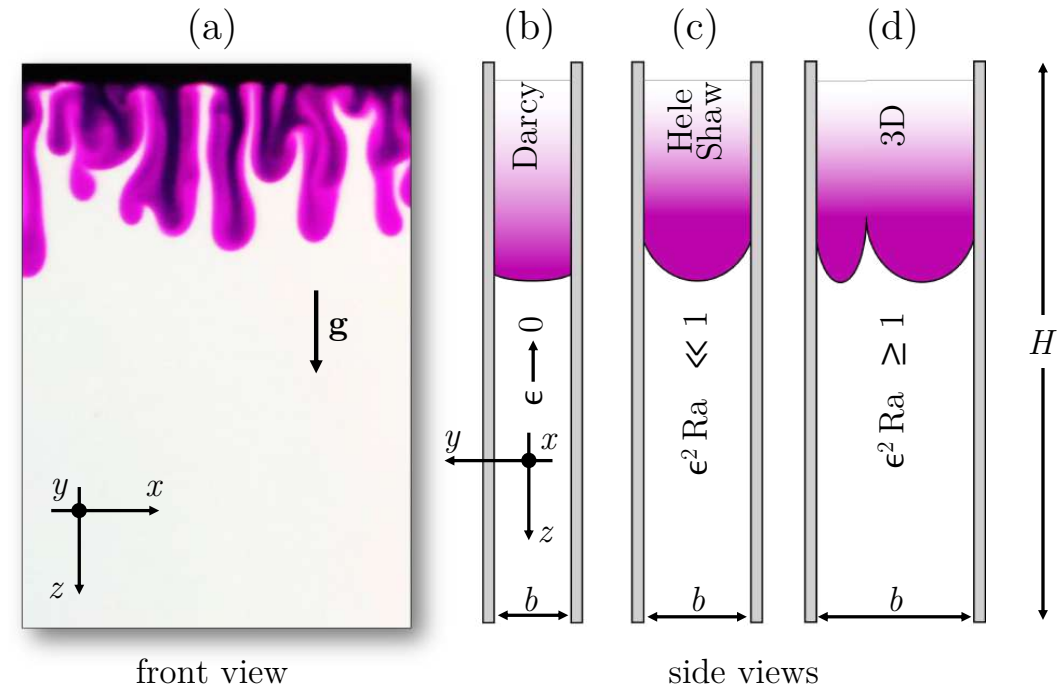 (a)
(b)
(c)
(d)
Darcy
Hele
Shaw
3D
g
ϵ → 0
ϵ² Ra ≪ 1
ϵ² Ra ≥ 1
H
y
x
z
y
x
z
b
b
b
front view
side views